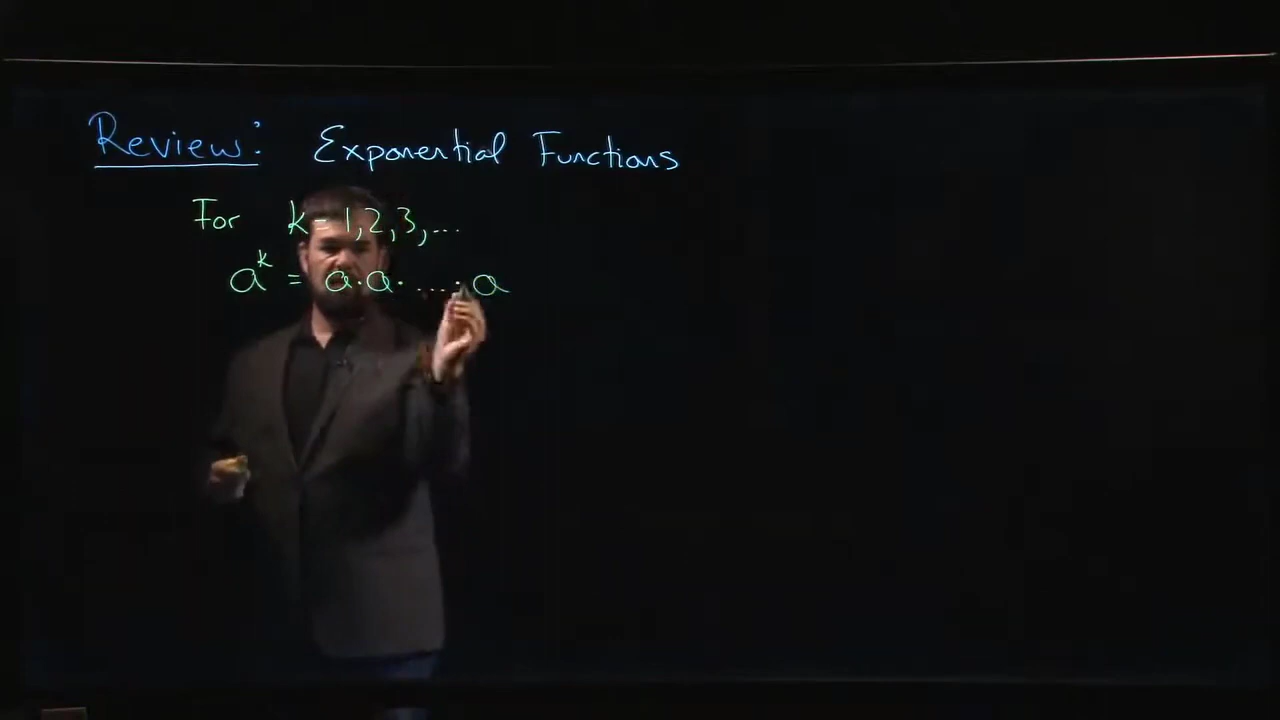 Review: Exponential Functions
For k = 1, 2, 3, ...
a^k = a · a · ... · a